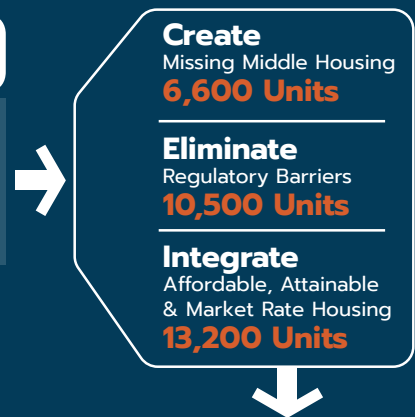 Create
Missing Middle Housing
6,600 Units
Eliminate
Regulatory Barriers
10,500 Units
Integrate
Affordable, Attainable
& Market Rate Housing
13,200 Units